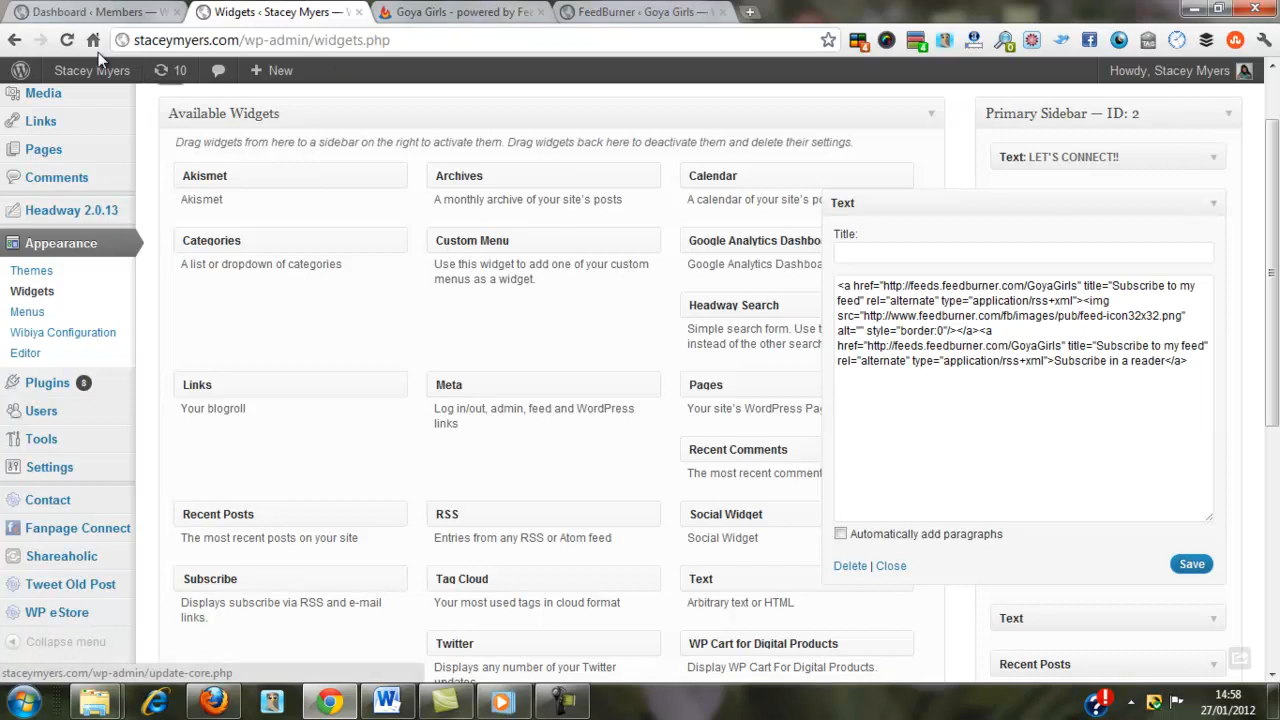 Dashboard ‹ Members — W
Widgets ‹ Stacey Myers — V
Goya Girls - powered by Fe
FeedBurner ‹ Goya Girls —
staceymyers.com/wp-admin/widgets.php
Stacey Myers
10
New
Howdy, Stacey Myers
Media
Links
Pages
Comments
Headway 2.0.13
Appearance
Themes
Widgets
Menus
Wibiya Configuration
Editor
Plugins 8
Users
Tools
Settings
Contact
Fanpage Connect
Shareaholic
Tweet Old Post
WP eStore
Collapse menu
staceymyers.com/wp-admin/update-core.php
Available Widgets
Drag widgets from here to a sidebar on the right to activate them. Drag widgets back here to deactivate them and delete their settings.
Akismet
Akismet
Archives
A monthly archive of your site's posts
Calendar
A calendar of your site's p
Categories
A list or dropdown of categories
Custom Menu
Use this widget to add one of your custom
menus as a widget.
Google Analytics Dashbo
Google Analytics Dashboa
Headway Search
Simple search form. Use t
instead of the other searc
Links
Your blogroll
Meta
Log in/out, admin, feed and WordPress
links
Pages
Your site's WordPress Pa
Recent Comments
The most recent comment
Recent Posts
The most recent posts on your site
RSS
Entries from any RSS or Atom feed
Social Widget
Social Widget
Subscribe
Displays subscribe via RSS and e-mail
links.
Tag Cloud
Your most used tags in cloud format
Text
Arbitrary text or HTML
Twitter
Displays any number of your Twitter
updates
WP Cart for Digital Products
Display WP Cart For Digital Products.
Primary Sidebar — ID: 2
Text: LET'S CONNECT!!
Text
Title:
<a href="http://feeds.feedburner.com/GoyaGirls" title="Subscribe to my
feed" rel="alternate" type="application/rss+xml"><img
src="http://www.feedburner.com/fb/images/pub/feed-icon32x32.png"
alt="" style="border:0"/></a><a
href="http://feeds.feedburner.com/GoyaGirls" title="Subscribe to my feed"
rel="alternate" type="application/rss+xml">Subscribe in a reader</a>
Automatically add paragraphs
Delete | Close
Save
Text
Recent Posts
14:58
27/01/2012